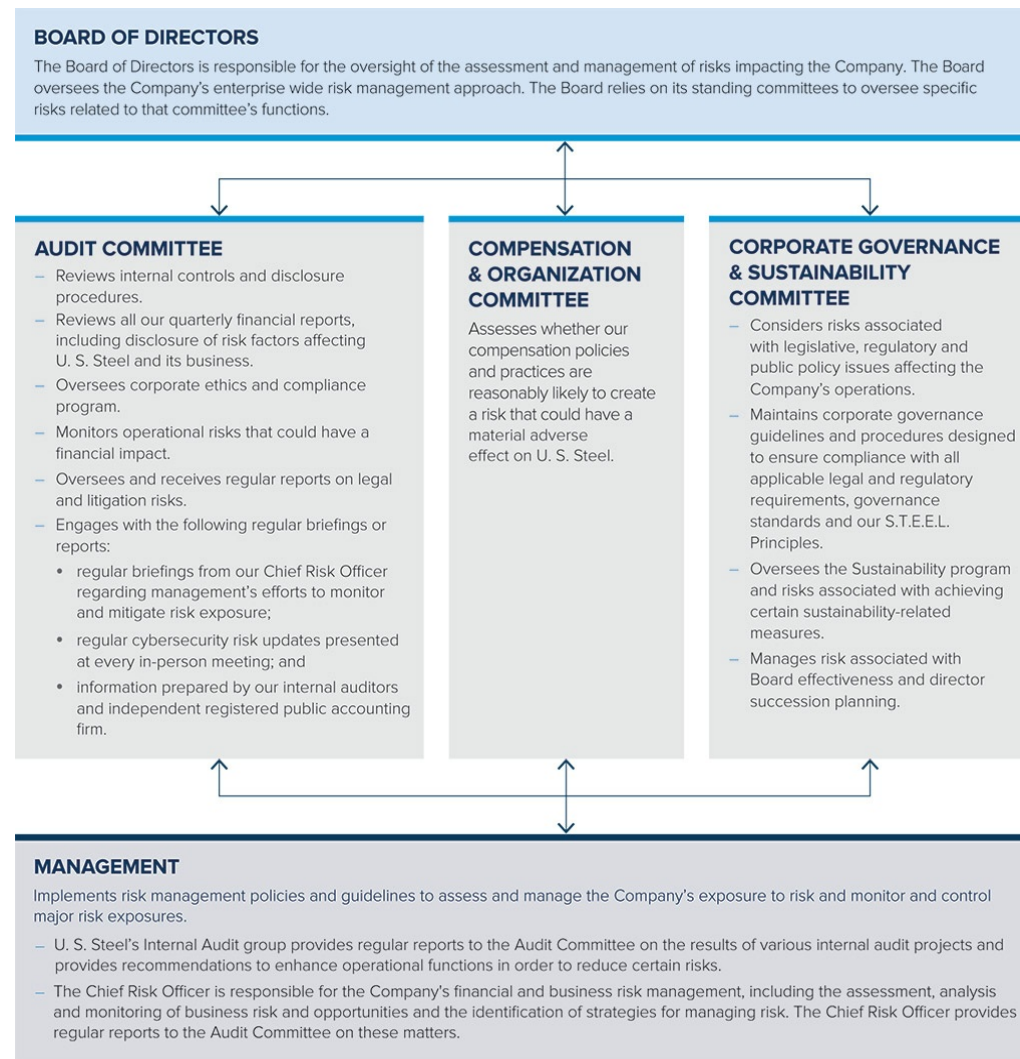 BOARD OF DIRECTORS
The Board of Directors is responsible for the oversight of the assessment and management of risks impacting the Company. The Board
oversees the Company’s enterprise wide risk management approach. The Board relies on its standing committees to oversee specific
risks related to that committee’s functions.
AUDIT COMMITTEE
– Reviews internal controls and disclosure
procedures.
– Reviews all our quarterly financial reports,
including disclosure of risk factors affecting
U. S. Steel and its business.
– Oversees corporate ethics and compliance
program.
– Monitors operational risks that could have a
financial impact.
– Oversees and receives regular reports on legal
and litigation risks.
– Engages with the following regular briefings or
reports:
• regular briefings from our Chief Risk Officer
regarding management’s efforts to monitor
and mitigate risk exposure;
• regular cybersecurity risk updates presented
at every in-person meeting; and
• information prepared by our internal auditors
and independent registered public accounting
firm.
COMPENSATION
& ORGANIZATION
COMMITTEE
Assesses whether our
compensation policies
and practices are
reasonably likely to create
a risk that could have a
material adverse
effect on U. S. Steel.
CORPORATE GOVERNANCE
& SUSTAINABILITY
COMMITTEE
– Considers risks associated
with legislative, regulatory and
public policy issues affecting the
Company’s operations.
– Maintains corporate governance
guidelines and procedures designed
to ensure compliance with all
applicable legal and regulatory
requirements, governance
standards and our S.T.E.E.L.
Principles.
– Oversees the Sustainability program
and risks associated with achieving
certain sustainability-related
measures.
– Manages risk associated with
Board effectiveness and director
succession planning.
MANAGEMENT
Implements risk management policies and guidelines to assess and manage the Company’s exposure to risk and monitor and control
major risk exposures.
– U. S. Steel’s Internal Audit group provides regular reports to the Audit Committee on the results of various internal audit projects and
provides recommendations to enhance operational functions in order to reduce certain risks.
– The Chief Risk Officer is responsible for the Company’s financial and business risk management, including the assessment, analysis
and monitoring of business risk and opportunities and the identification of strategies for managing risk. The Chief Risk Officer provides
regular reports to the Audit Committee on these matters.